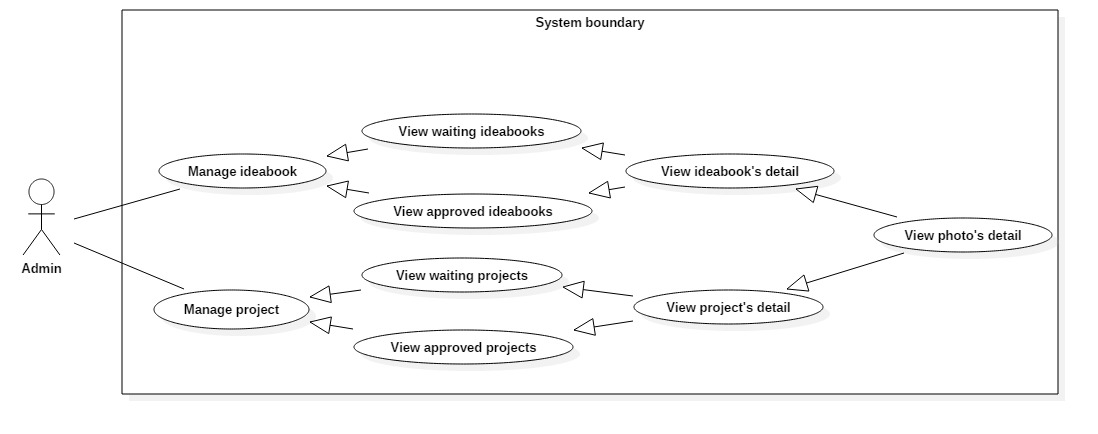 System boundary
View waiting ideabooks
Manage ideabook
View ideabook's detail
View approved ideabooks
View photo's detail
Admin
View waiting projects
Manage project
View project's detail
View approved projects